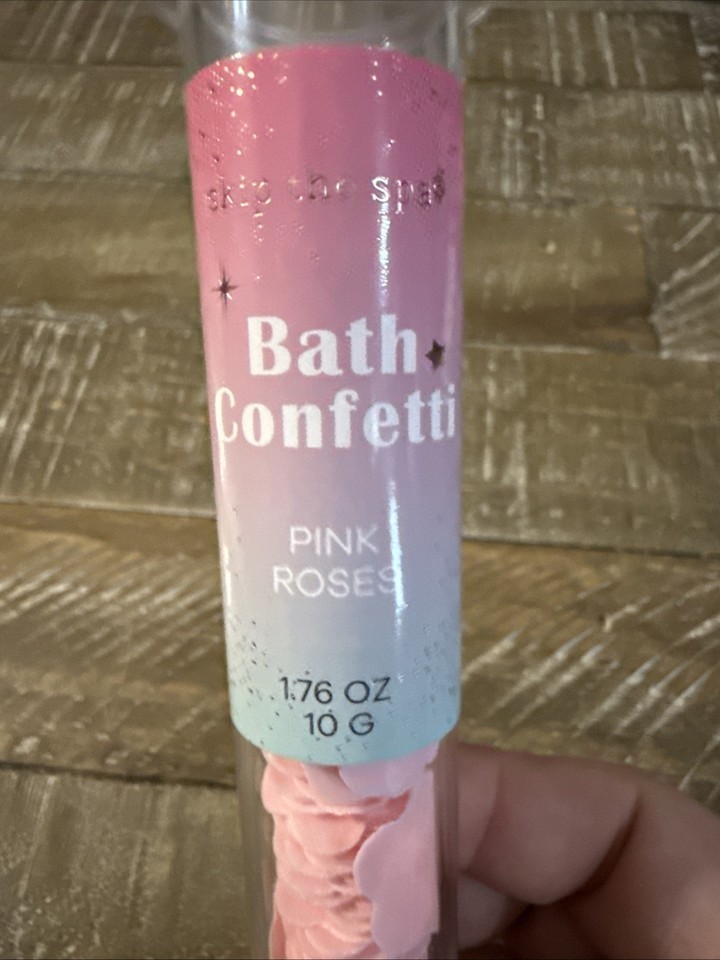 skip the spa
Bath
Confetti
PINK
ROSES
1.76 OZ
10 G